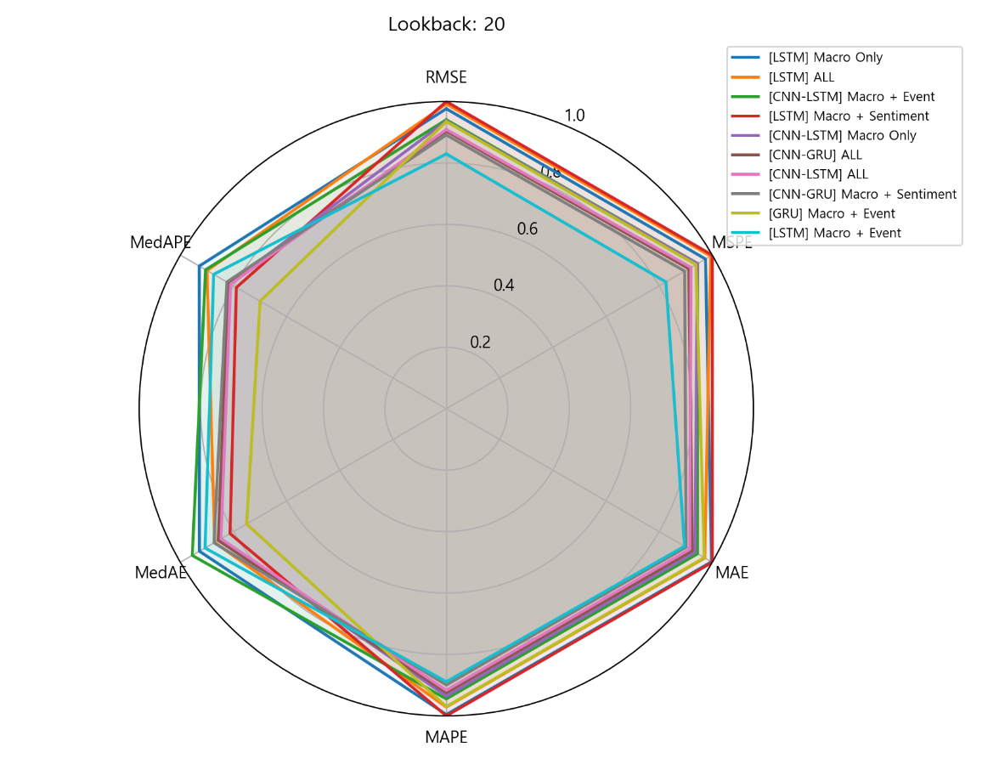 Lookback: 20
RMSE
1.0
[LSTM] Macro Only
[LSTM] ALL
[CNN-LSTM] Macro + Event
[LSTM] Macro + Sentiment
[CNN-LSTM] Macro Only
[CNN-GRU] ALL
[CNN-LSTM] ALL
[CNN-GRU] Macro + Sentiment
[GRU] Macro + Event
[LSTM] Macro + Event
0.8
0.6
MedAPE
MSPE
0.4
0.2
MedAE
MAE
MAPE